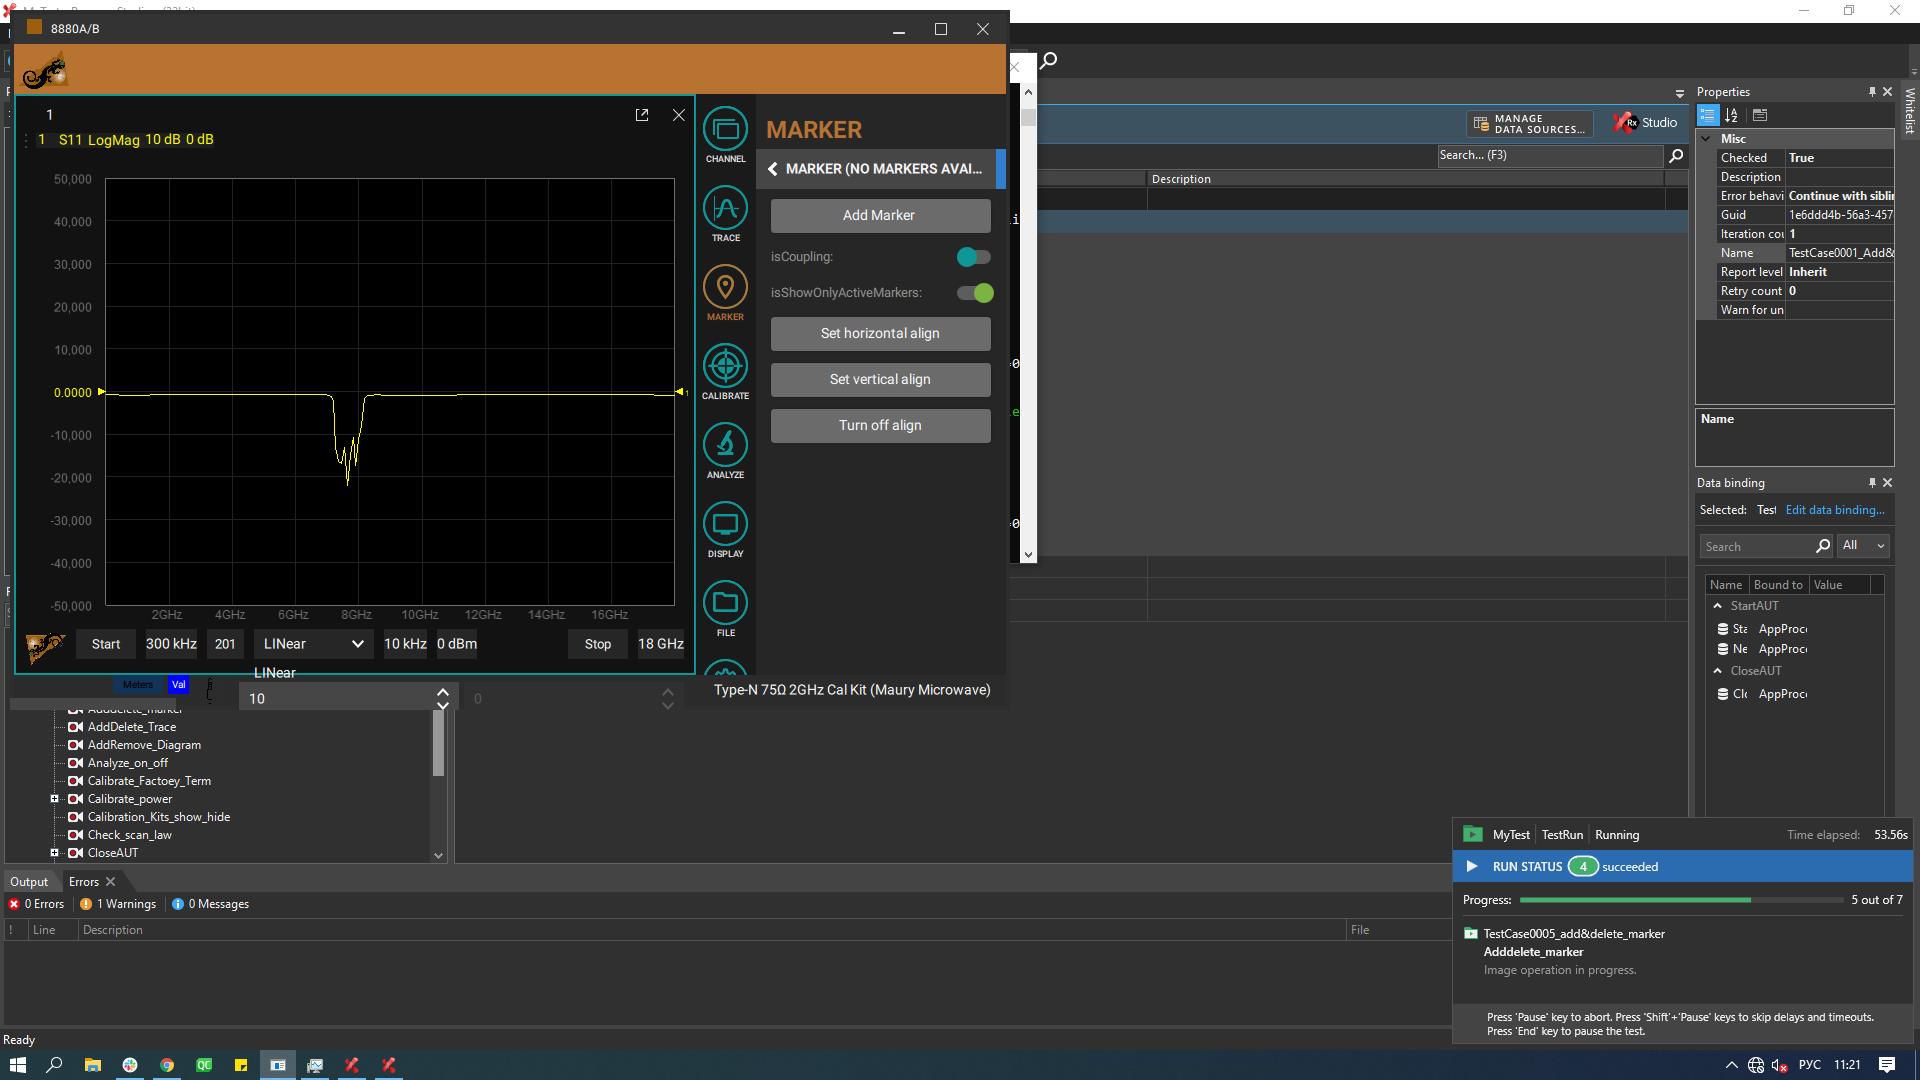 8880A/B
1
1 S11 LogMag 10 dB 0 dB
50,000
40,000
30,000
20,000
10,000
0.0000
-10,000
-20,000
-30,000
-40,000
-50,000
1
2GHz 4GHz 6GHz 8GHz 10GHz 12GHz 14GHz 16GHz
Start 300 kHz 201 LINear 10 kHz 0 dBm Stop 18 GHz
LINear
Meters Val
10
0
Type-N 75Ω 2GHz Cal Kit (Maury Microwave)
CHANNEL
TRACE
MARKER
CALIBRATE
ANALYZE
DISPLAY
FILE
MARKER
MARKER (NO MARKERS AVAI...
Add Marker
isCoupling:
isShowOnlyActiveMarkers:
Set horizontal align
Set vertical align
Turn off align
MANAGE
DATA SOURCES...
Rx Studio
Search... (F3)
Description
Properties
Whitelist
Misc
Checked True
Description
Error behavi Continue with siblin
Guid 1e6ddd4b-56a3-457
Iteration cou 1
Name TestCase0001_Add&
Report level Inherit
Retry count 0
Warn for un
Name
Data binding
Selected: Test Edit data binding...
Search All
Name Bound to Value
StartAUT
Sta AppProce
Ne AppProce
CloseAUT
Clo AppProce
Adddelete_marker
AddDelete_Trace
AddRemove_Diagram
Analyze_on_off
Calibrate_Factoey_Term
Calibrate_power
Calibration_Kits_show_hide
Check_scan_law
CloseAUT
Output Errors
0 Errors 1 Warnings 0 Messages
! Line Description File
Ready
MyTest TestRun Running Time elapsed: 53.56s
RUN STATUS 4 succeeded
Progress: 5 out of 7
TestCase0005_add&delete_marker
Adddelete_marker
Image operation in progress.
Press 'Pause' key to abort. Press 'Shift'+'Pause' keys to skip delays and timeouts.
Press 'End' key to pause the test.
QC
РУС 11:21